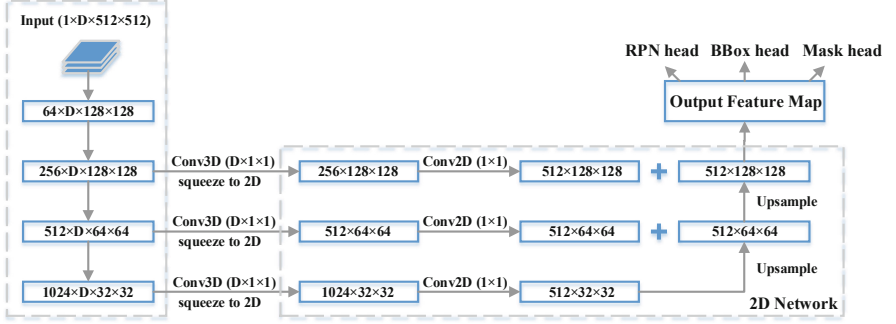 Input (1×D×512×512)
64×D×128×128
256×D×128×128
512×D×64×64
1024×D×32×32
Conv3D (D×1×1)
squeeze to 2D
Conv3D (D×1×1)
squeeze to 2D
Conv3D (D×1×1)
squeeze to 2D
256×128×128
Conv2D (1×1)
512×128×128
+
512×128×128
512×64×64
Conv2D (1×1)
512×64×64
+
512×64×64
1024×32×32
Conv2D (1×1)
512×32×32
Upsample
Upsample
2D Network
RPN head
BBox head
Mask head
Output Feature Map